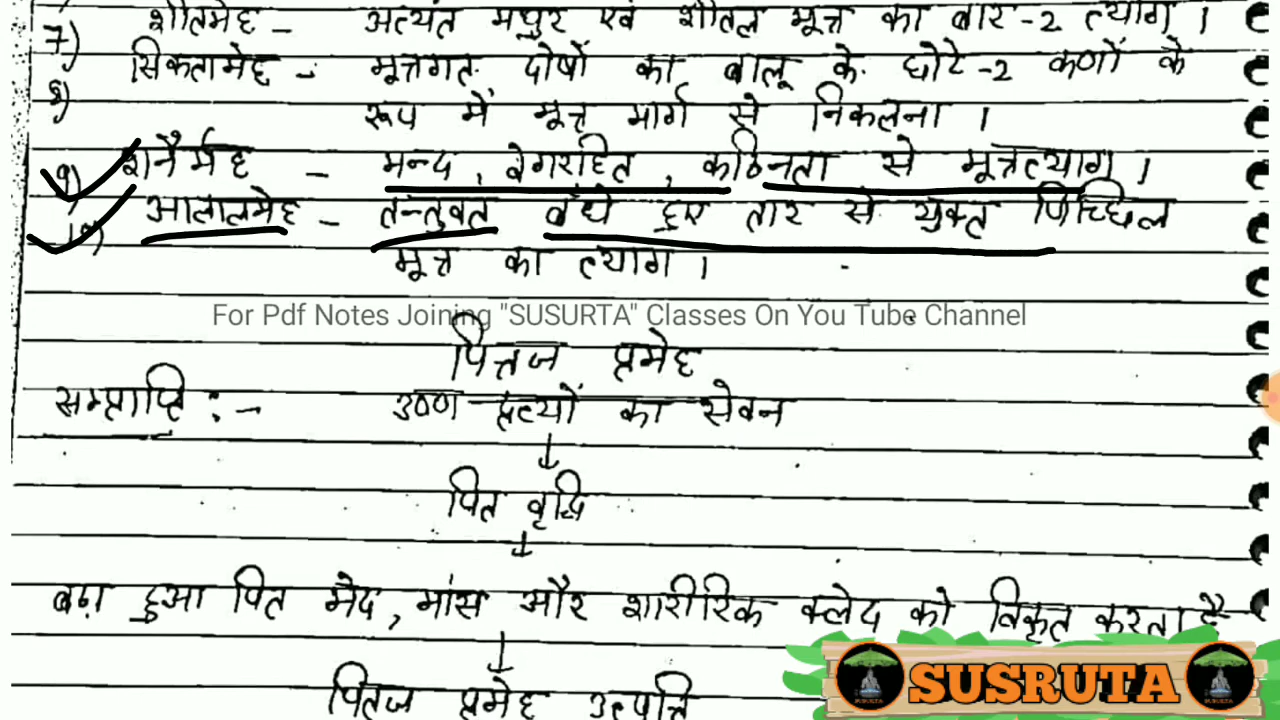 7) शीतमेह - अत्यंत मधुर एवं शीतल मूत्र का बार-2 त्याग ।
8) सिकतामेह - मूत्रगत दोषों का बालू के छोटे-2 कणों के
रूप में मूत्र मार्ग से निकलना ।
9) शनैर्मेह - मन्द, वेगरहित, कठिनता से मूत्रत्याग ।
10) आलालमेह - तन्तुवत बंधे हुए तार से युक्त पिच्छिल
मूत्र का त्याग ।
For Pdf Notes Joining "SUSURTA" Classes On You Tube Channel
पित्तज प्रमेह
सम्प्राप्ति :- उष्ण द्रव्यों का सेवन
↓
पित वृद्धि
↓
बढ़ा हुआ पित मेद, मांस और शारीरिक क्लेद को विकृत करता है
↓
पितज प्रमेह उत्पत्ति
SUSRUTA